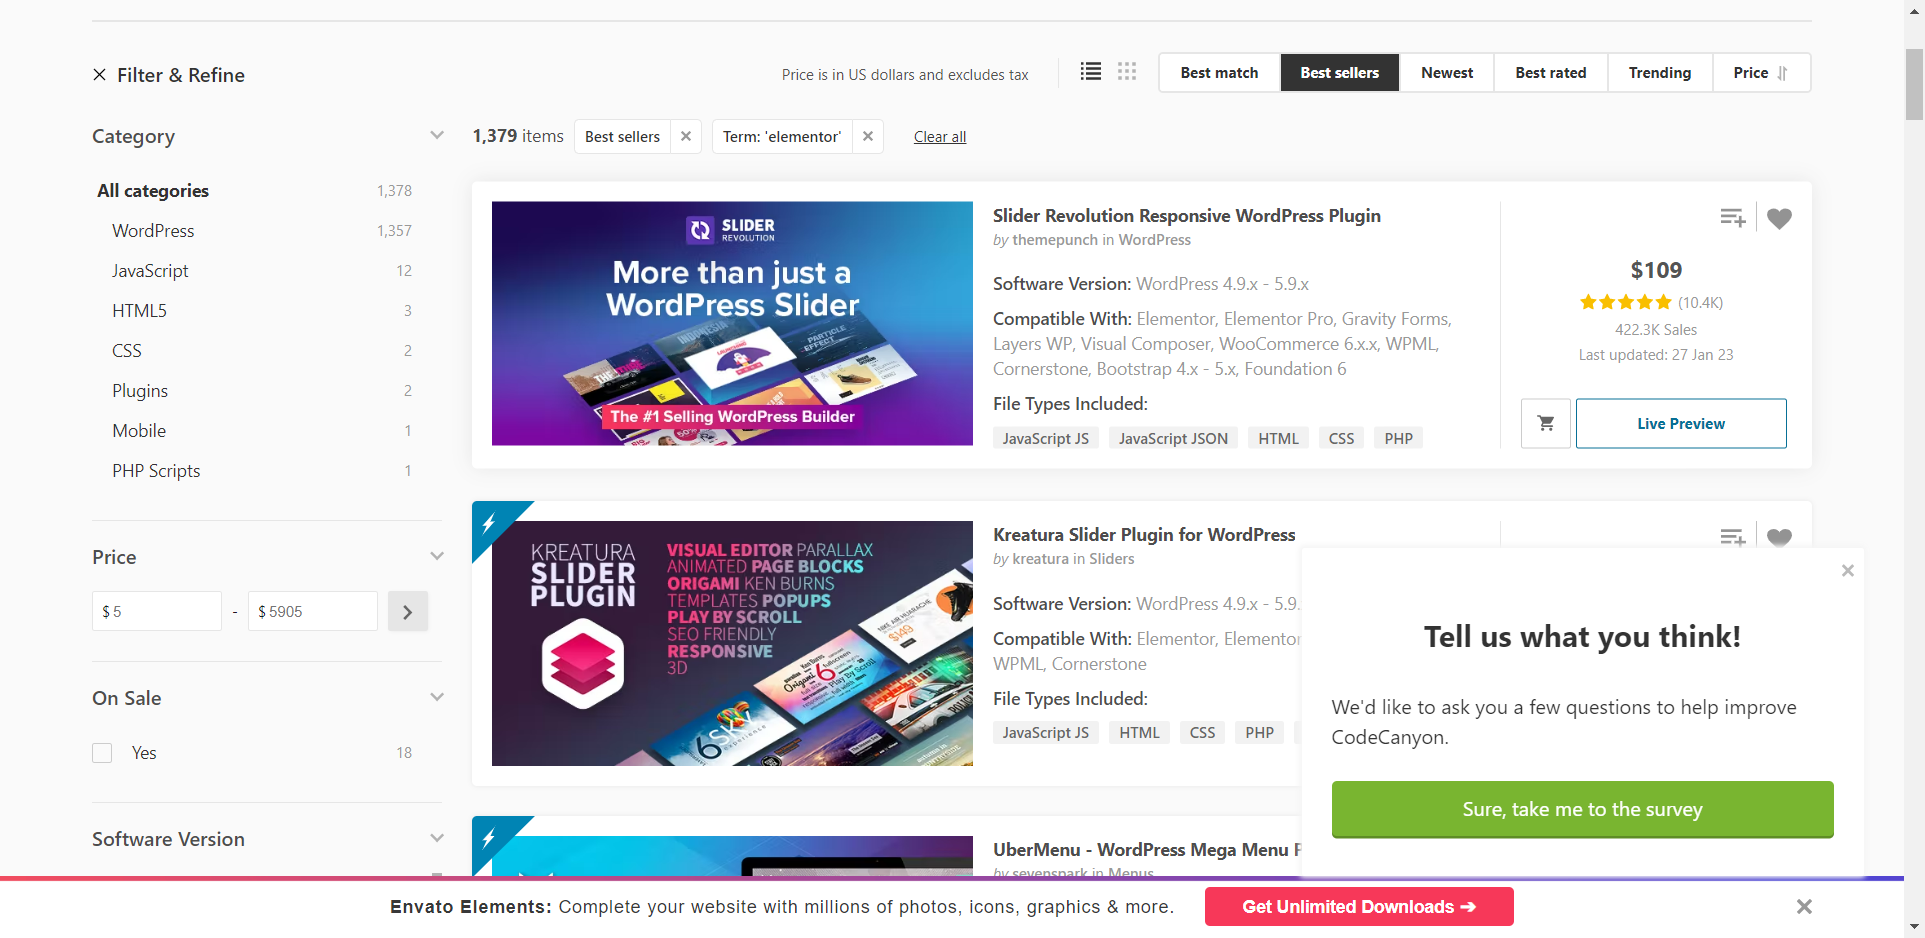 Filter & Refine
Price is in US dollars and excludes tax
Best match
Best sellers
Newest
Best rated
Trending
Price
Category
1,379 items
Best sellers
Term: 'elementor'
Clear all
All categories 1,378
WordPress 1,357
JavaScript 12
HTML5 3
CSS 2
Plugins 2
Mobile 1
PHP Scripts 1
Price
$ 5 - $ 5905
On Sale
Yes 18
Software Version
SLIDER
REVOLUTION
More than just a
WordPress Slider
The #1 Selling WordPress Builder
Slider Revolution Responsive WordPress Plugin
by themepunch in WordPress
Software Version: WordPress 4.9.x - 5.9.x
Compatible With: Elementor, Elementor Pro, Gravity Forms,
Layers WP, Visual Composer, WooCommerce 6.x.x, WPML,
Cornerstone, Bootstrap 4.x - 5.x, Foundation 6
File Types Included:
JavaScript JS
JavaScript JSON
HTML
CSS
PHP
$109
(10.4K)
422.3K Sales
Last updated: 27 Jan 23
Live Preview
KREATURA
SLIDER
PLUGIN
VISUAL EDITOR PARALLAX
ANIMATED PAGE BLOCKS
ORIGAMI KEN BURNS
TEMPLATES POPUPS
PLAY BY SCROLL
SEO FRIENDLY
RESPONSIVE
3D
Kreatura Slider Plugin for WordPress
by kreatura in Sliders
Software Version: WordPress 4.9.x - 5.9.
Compatible With: Elementor, Elementor
WPML, Cornerstone
File Types Included:
JavaScript JS
HTML
CSS
PHP
UberMenu - WordPress Mega Menu P
by sevenspark in Menus
Tell us what you think!
We'd like to ask you a few questions to help improve
CodeCanyon.
Sure, take me to the survey
Envato Elements: Complete your website with millions of photos, icons, graphics & more.
Get Unlimited Downloads ➔